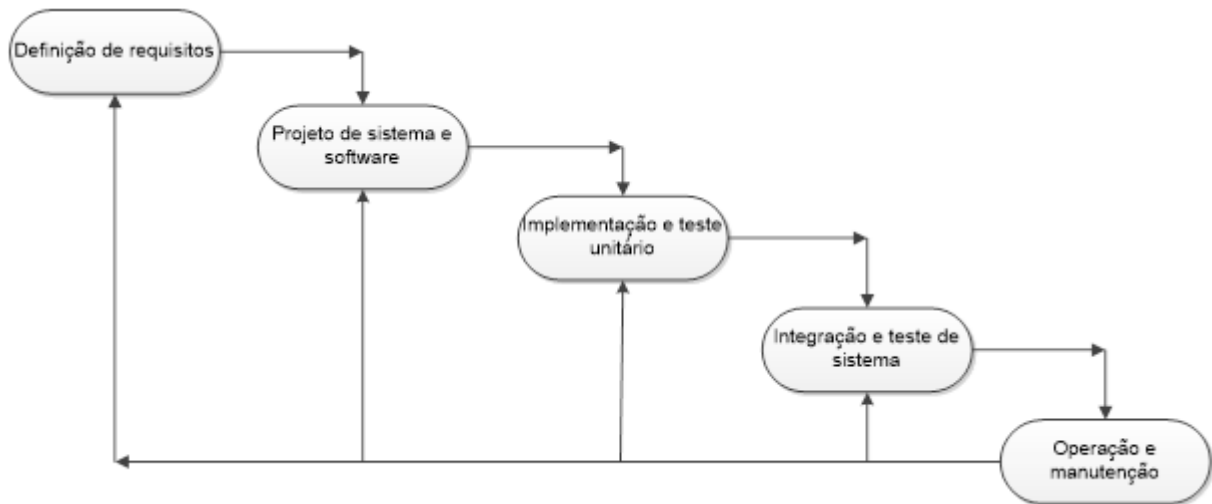 Definição de requisitos
Projeto de sistema e
software
Implementação e teste
unitário
Integração e teste de
sistema
Operação e
manutenção